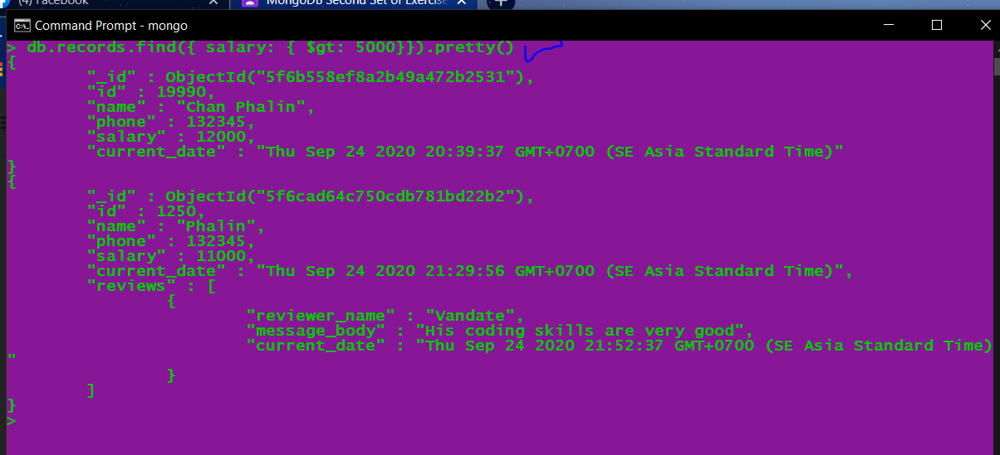 (4) Facebook
MongoDB Second Set of Exercise
Command Prompt - mongo
> db.records.find({ salary: { $gt: 5000}}).pretty()
{
"_id" : ObjectId("5f6b558ef8a2b49a472b2531"),
"id" : 19990,
"name" : "Chan Phalin",
"phone" : 132345,
"salary" : 12000,
"current_date" : "Thu Sep 24 2020 20:39:37 GMT+0700 (SE Asia Standard Time)"
}
{
"_id" : ObjectId("5f6cad64c750cdb781bd22b2"),
"id" : 1250,
"name" : "Phalin",
"phone" : 132345,
"salary" : 11000,
"current_date" : "Thu Sep 24 2020 21:29:56 GMT+0700 (SE Asia Standard Time)",
"reviews" : [
{
"reviewer_name" : "Vandate",
"message_body" : "His coding skills are very good",
"current_date" : "Thu Sep 24 2020 21:52:37 GMT+0700 (SE Asia Standard Time)
"
}
]
}
>